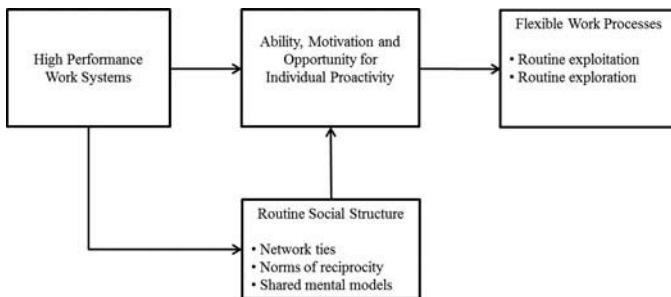 High Performance
Work Systems
Ability, Motivation and
Opportunity for
Individual Proactivity
Flexible Work Processes
• Routine exploitation
• Routine exploration
Routine Social Structure
• Network ties
• Norms of reciprocity
• Shared mental models